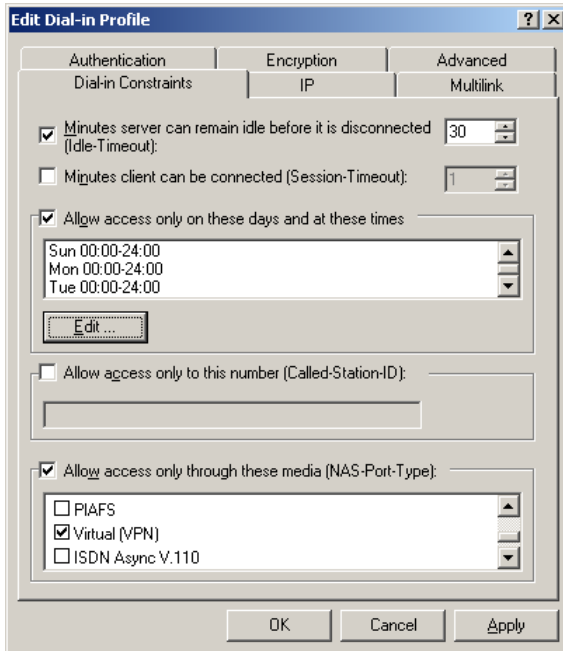 Edit Dial-in Profile
Authentication
Encryption
Advanced
Dial-in Constraints
IP
Multilink
Minutes server can remain idle before it is disconnected
(Idle-Timeout):
30
Minutes client can be connected (Session-Timeout):
1
Allow access only on these days and at these times
Sun 00:00-24:00
Mon 00:00-24:00
Tue 00:00-24:00
Edit ...
Allow access only to this number (Called-Station-ID):
Allow access only through these media (NAS-Port-Type):
PIAFS
Virtual (VPN)
ISDN Async V.110
OK
Cancel
Apply